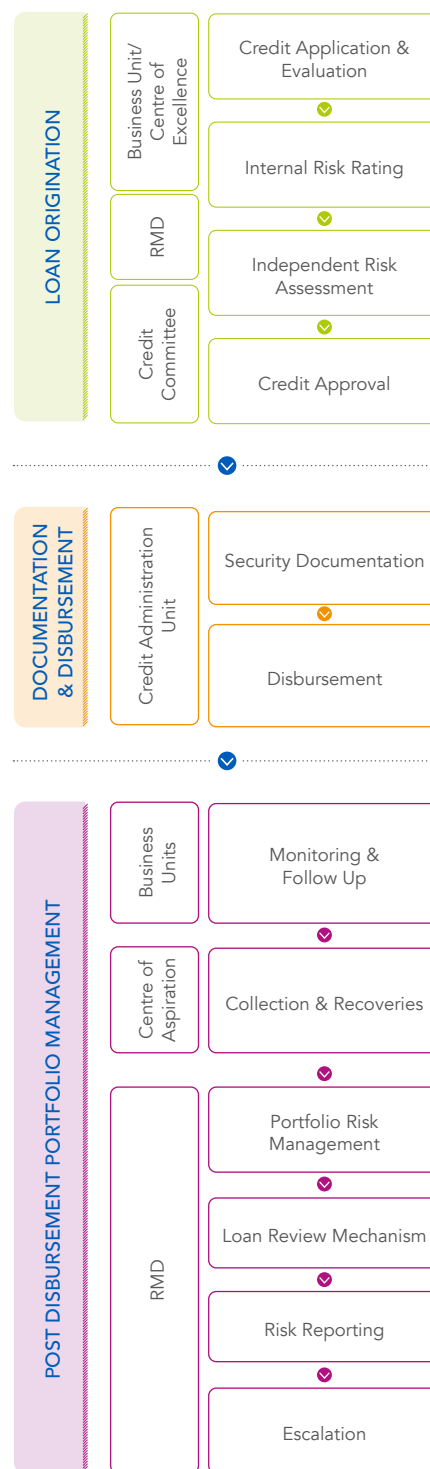 LOAN ORIGINATION
Business Unit/
Centre of
Excellence
RMD
Credit
Committee
Credit Application &
Evaluation
Internal Risk Rating
Independent Risk
Assessment
Credit Approval
DOCUMENTATION
& DISBURSEMENT
Credit Administration
Unit
Security Documentation
Disbursement
POST DISBURSEMENT PORTFOLIO MANAGEMENT
Business
Units
Centre of
Aspiration
RMD
Monitoring &
Follow Up
Collection & Recoveries
Portfolio Risk
Management
Loan Review Mechanism
Risk Reporting
Escalation